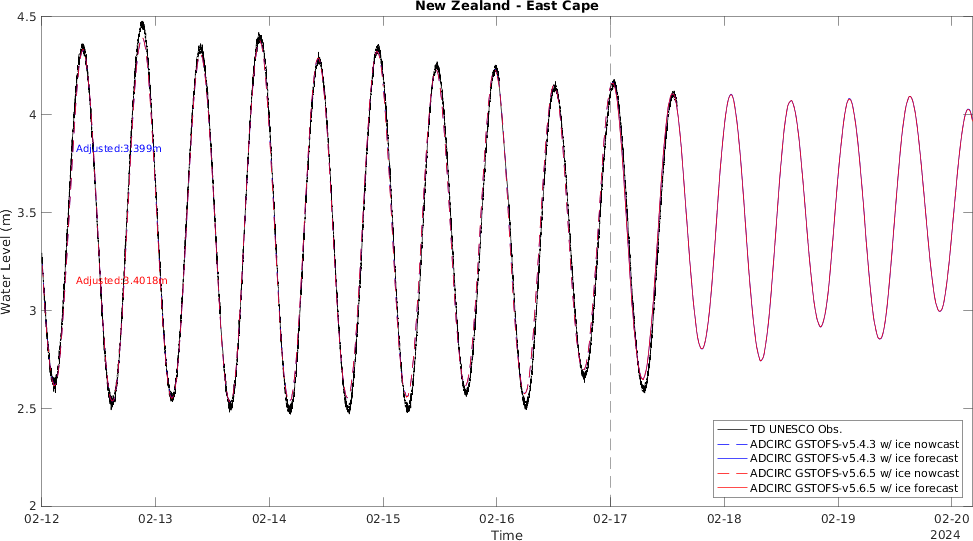 New Zealand - East Cape
4.5
4
3.5
3
2.5
2
Water Level (m)
Adjusted:3.399m
Adjusted:3.4018m
TD UNESCO Obs.
ADCIRC GSTOFS-v5.4.3 w/ ice nowcast
ADCIRC GSTOFS-v5.4.3 w/ ice forecast
ADCIRC GSTOFS-v5.6.5 w/ ice nowcast
ADCIRC GSTOFS-v5.6.5 w/ ice forecast
02-12 02-13 02-14 02-15 02-16 02-17 02-18 02-19 02-20
Time
2024